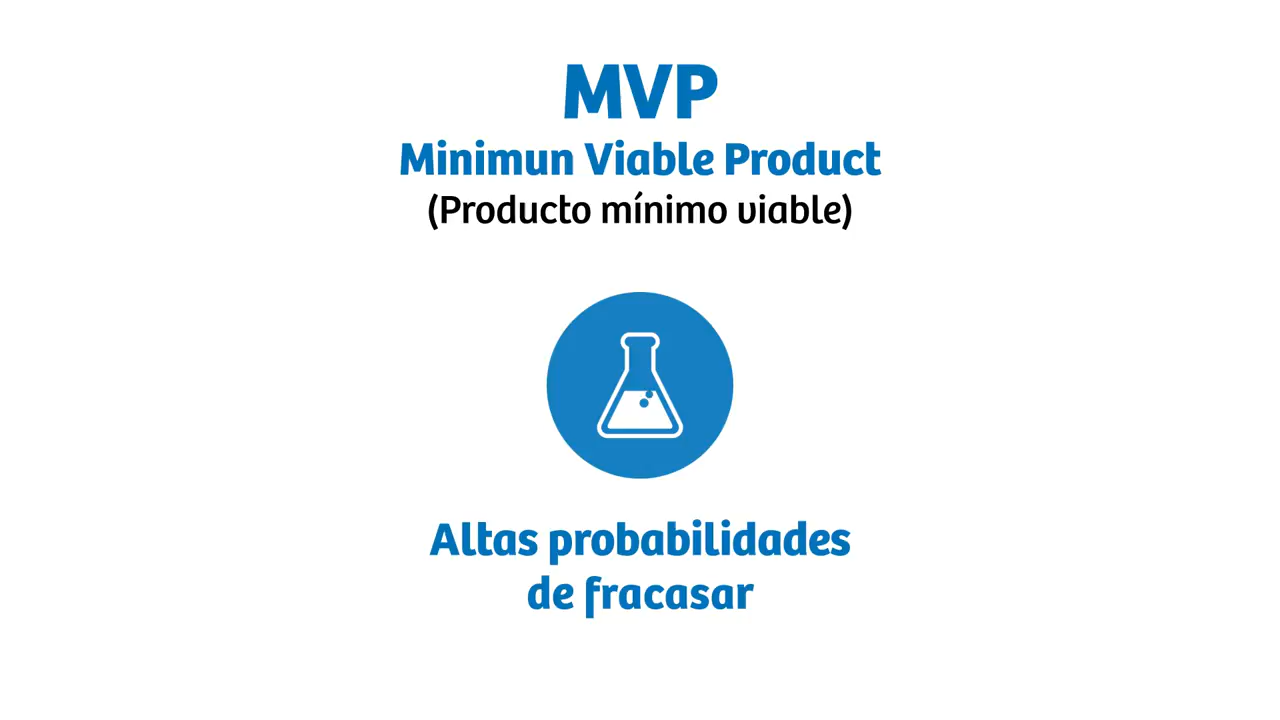 MVP
Minimun Viable Product
(Producto mínimo viable)
Altas probabilidades
de fracasar